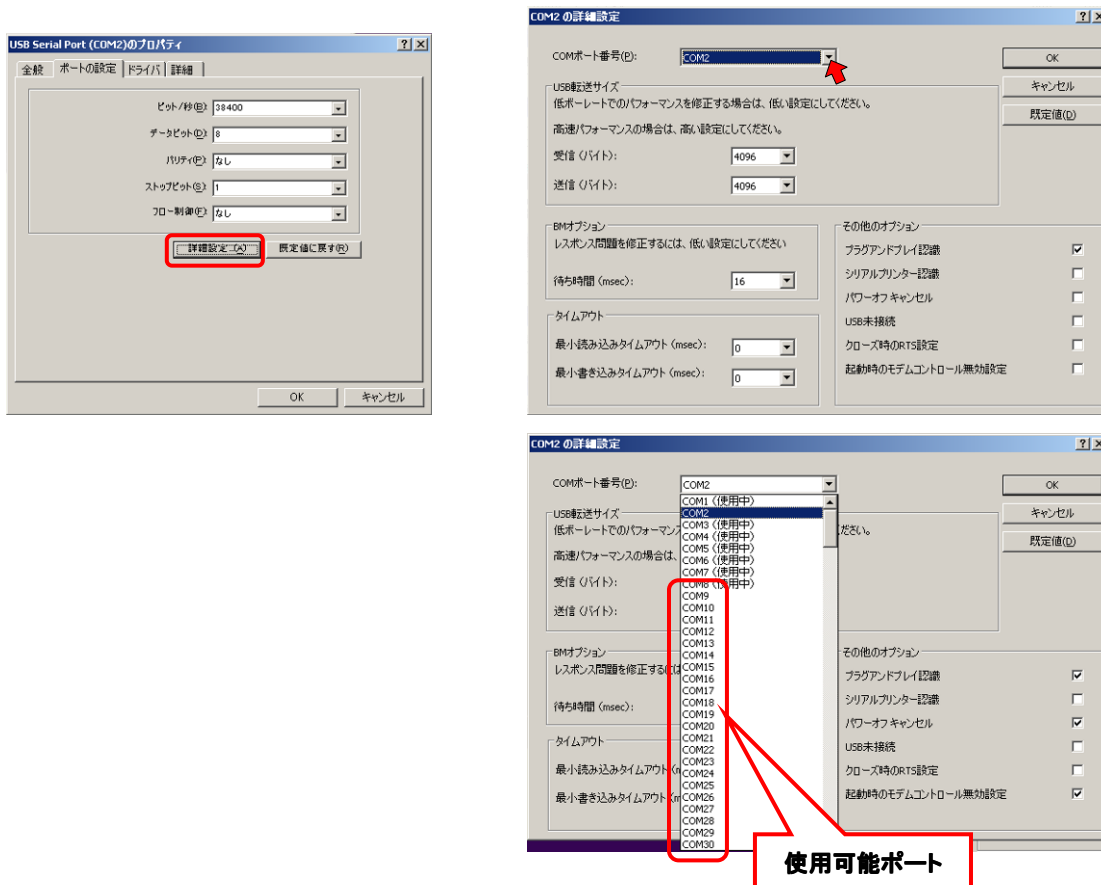 USB Serial Port (COM2)のプロパティ
全般 ポートの設定 ドライバ 詳細
ビット/秒(B): 38400
データビット(D): 8
パリティ(P): なし
ストップビット(S): 1
フロー制御(F): なし
詳細設定...(A) 既定値に戻す(R)
OK キャンセル
COM2 の詳細設定
COMポート番号(P): COM2
OK
キャンセル
既定値(D)
USB転送サイズ
低ボーレートでのパフォーマンスを修正する場合は、低い設定にしてください。
高速パフォーマンスの場合は、高い設定にしてください。
受信 (バイト): 4096
送信 (バイト): 4096
BMオプション
レスポンス問題を修正するには、低い設定にしてください
待ち時間 (msec): 16
タイムアウト
最小読み込みタイムアウト (msec): 0
最小書き込みタイムアウト (msec): 0
その他のオプション
プラグアンドプレイ認識
シリアルプリンター認識
パワーオフ キャンセル
USB未接続
クローズ時のRTS設定
起動時のモデムコントロール無効設定
COM2 の詳細設定
COMポート番号(P): COM2
OK
キャンセル
既定値(D)
COM1 (使用中)
COM2
COM3 (使用中)
COM4 (使用中)
COM5 (使用中)
COM6 (使用中)
COM7 (使用中)
COM8 (使用中)
COM9
COM10
COM11
COM12
COM13
COM14
COM15
COM16
COM17
COM18
COM19
COM20
COM21
COM22
COM23
COM24
COM25
COM26
COM27
COM28
COM29
COM30
USB転送サイズ
低ボーレートでのパフォーマンス ください。
高速パフォーマンスの場合は、
受信 (バイト):
送信 (バイト):
BMオプション
レスポンス問題を修正するには
待ち時間 (msec):
タイムアウト
最小読み込みタイムアウト (m
最小書き込みタイムアウト (m
その他のオプション
プラグアンドプレイ認識
シリアルプリンター認識
パワーオフ キャンセル
USB未接続
クローズ時のRTS設定
起動時のモデムコントロール無効設定
使用可能ポート